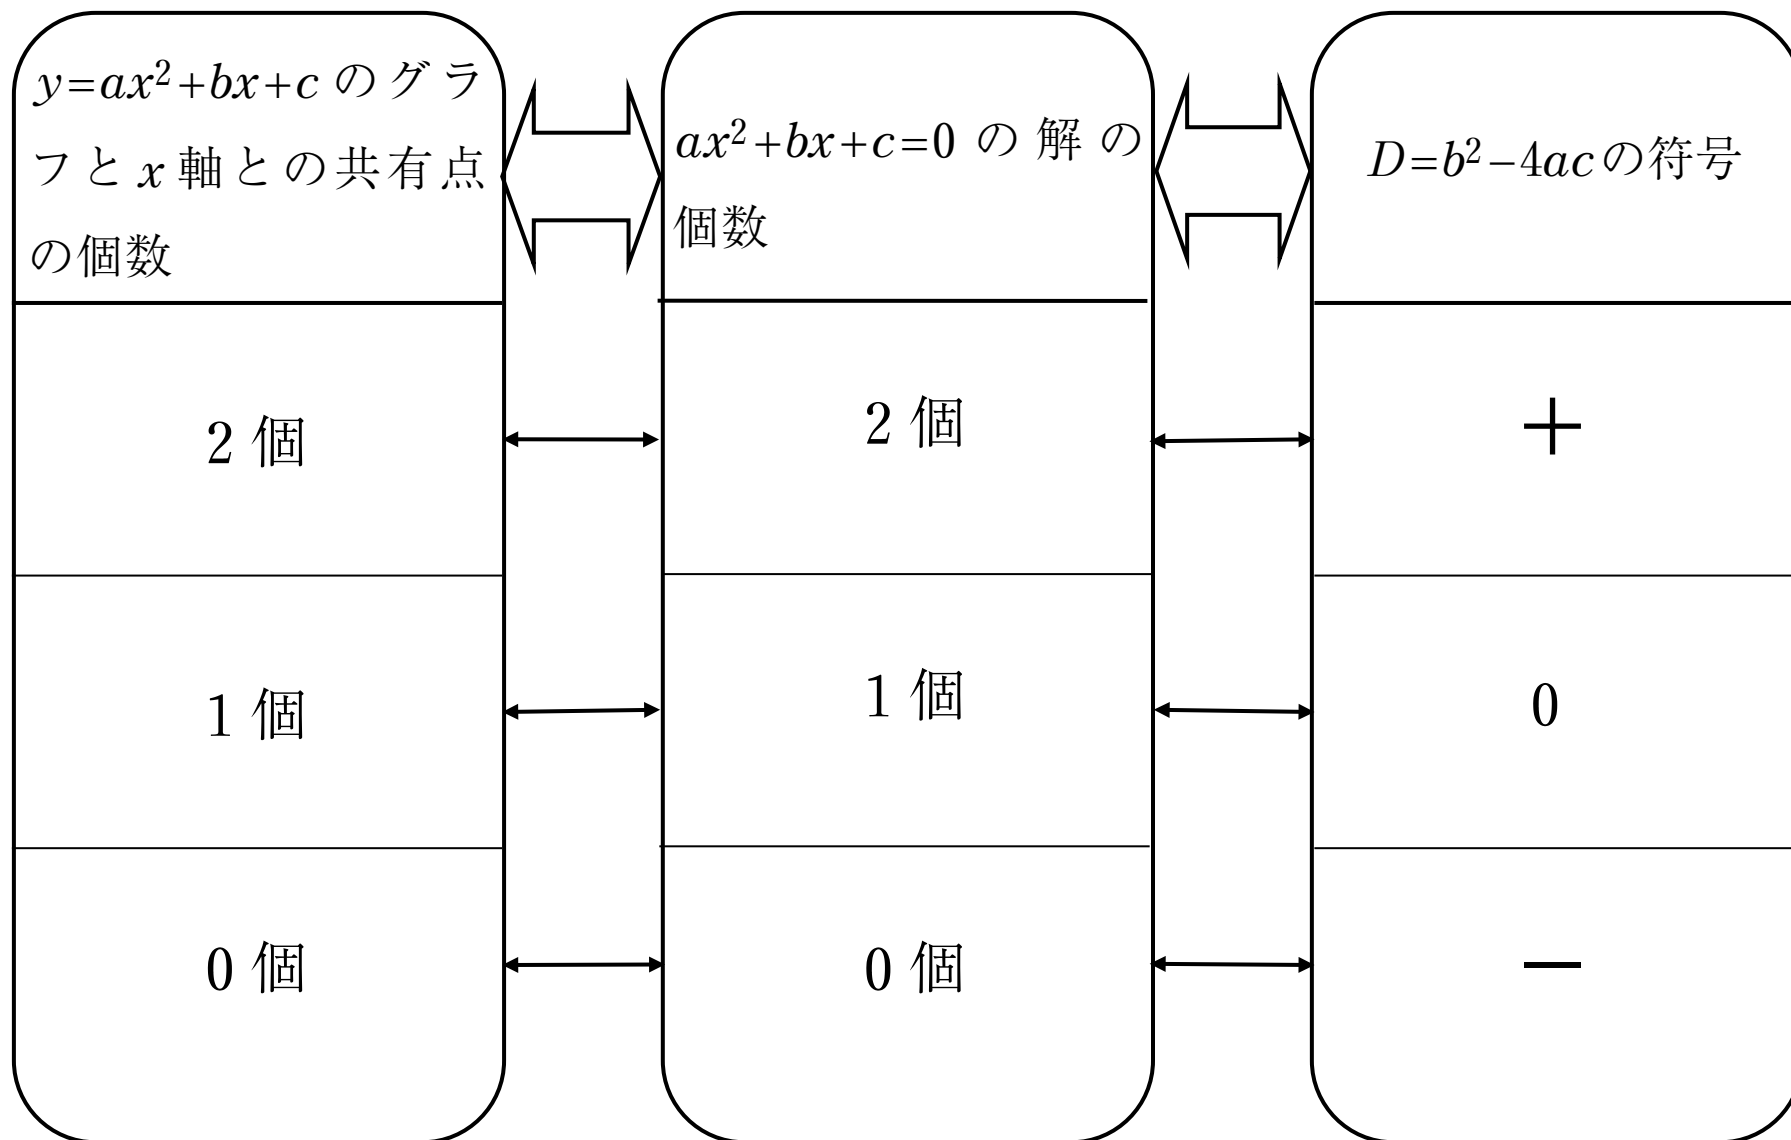 y=ax²+bx+c のグラ
フと x 軸との共有点
の個数
ax²+bx+c=0 の解の
個数
D=b²−4acの符号
2 個
2 個
+
1 個
1 個
0
0 個
0 個
−